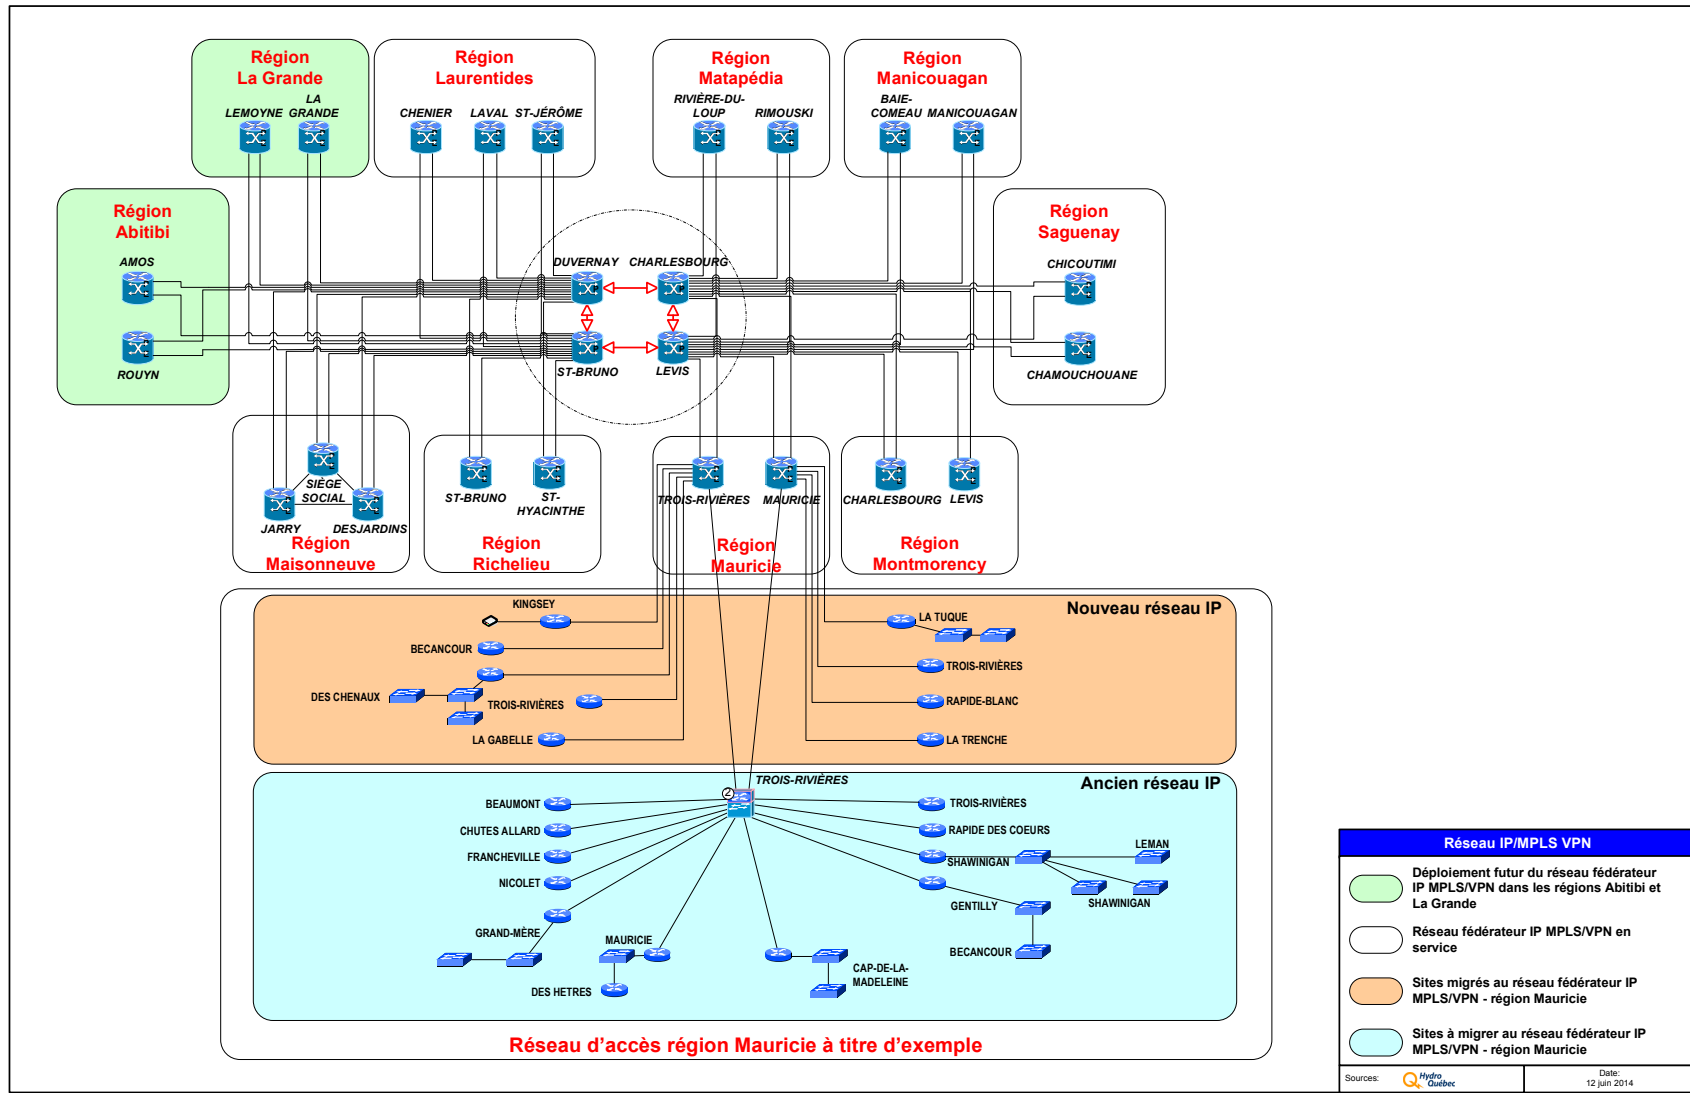 Région
La Grande
LEMOYNE
LA
GRANDE
Région
Laurentides
CHENIER
LAVAL
ST-JÉRÔME
Région
Matapédia
RIVIÈRE-DU-
LOUP
RIMOUSKI
Région
Manicouagan
BAIE-
COMEAU
MANICOUAGAN
Région
Abitibi
AMOS
ROUYN
DUVERNAY
CHARLESBOURG
ST-BRUNO
LEVIS
Région
Saguenay
CHICOUTIMI
CHAMOUCHOUANE
SIÈGE
SOCIAL
JARRY
DESJARDINS
Région
Maisonneuve
ST-BRUNO
ST-
HYACINTHE
Région
Richelieu
TROIS-RIVIÈRES
MAURICIE
Région
Mauricie
CHARLESBOURG
LEVIS
Région
Montmorency
Nouveau réseau IP
KINGSEY
BECANCOUR
DES CHENAUX
TROIS-RIVIÈRES
LA GABELLE
LA TUQUE
TROIS-RIVIÈRES
RAPIDE-BLANC
LA TRENCHE
Ancien réseau IP
TROIS-RIVIÈRES
2
BEAUMONT
CHUTES ALLARD
FRANCHEVILLE
NICOLET
GRAND-MÈRE
MAURICIE
DES HETRES
CAP-DE-LA-
MADELEINE
TROIS-RIVIÈRES
RAPIDE DES COEURS
SHAWINIGAN
LEMAN
SHAWINIGAN
GENTILLY
BECANCOUR
Réseau d'accès région Mauricie à titre d'exemple
Réseau IP/MPLS VPN
Déploiement futur du réseau fédérateur
IP MPLS/VPN dans les régions Abitibi et
La Grande
Réseau fédérateur IP MPLS/VPN en
service
Sites migrés au réseau fédérateur IP
MPLS/VPN - région Mauricie
Sites à migrer au réseau fédérateur IP
MPLS/VPN - région Mauricie
Sources:
Hydro
Québec
Date:
12 juin 2014